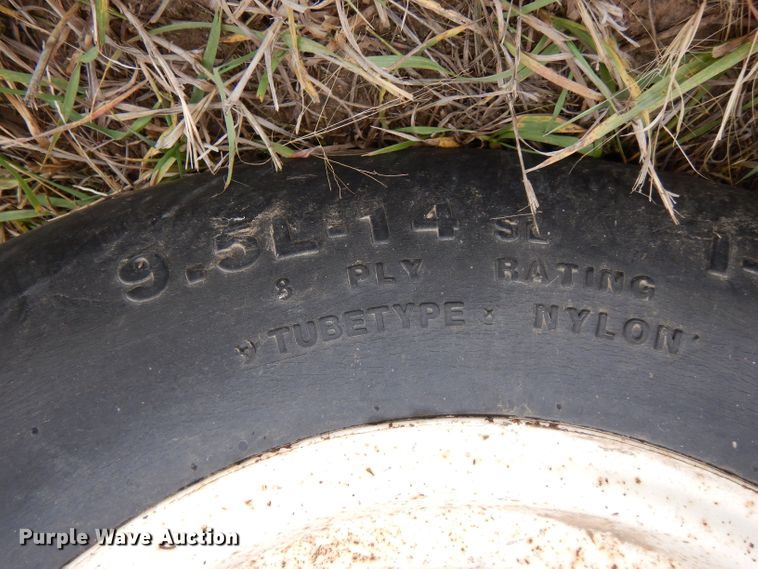 9.5L-14 SL
8 PLY RATING
TUBETYPE NYLON
Purple Wave Auction